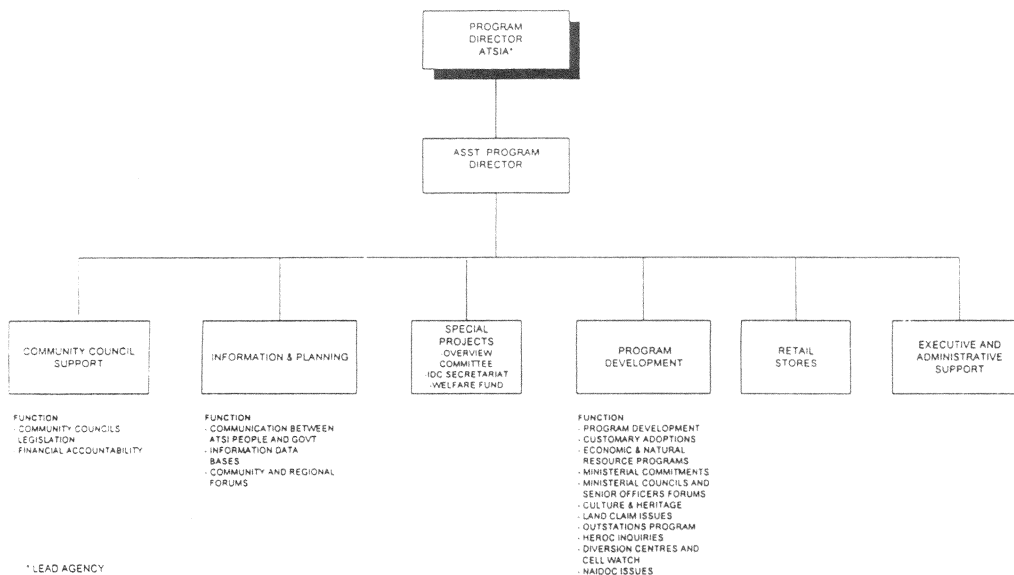 PROGRAM
DIRECTOR
ATSIA*
ASST PROGRAM
DIRECTOR
COMMUNITY COUNCIL
SUPPORT
INFORMATION & PLANNING
SPECIAL
PROJECTS
-OVERVIEW
COMMITTEE
-IDC SECRETARIAT
-WELFARE FUND
PROGRAM
DEVELOPMENT
RETAIL
STORES
EXECUTIVE AND
ADMINISTRATIVE
SUPPORT
FUNCTION
- COMMUNITY COUNCILS
LEGISLATION
- FINANCIAL ACCOUNTABILITY
FUNCTION
- COMMUNICATION BETWEEN
ATSI PEOPLE AND GOVT
- INFORMATION DATA
BASES
- COMMUNITY AND REGIONAL
FORUMS
FUNCTION
- PROGRAM DEVELOPMENT
- CUSTOMARY ADOPTIONS
- ECONOMIC & NATURAL
RESOURCE PROGRAMS
- MINISTERIAL COMMITMENTS
- MINISTERIAL COUNCILS AND
SENIOR OFFICERS FORUMS
- CULTURE & HERITAGE
- LAND CLAIM ISSUES
- OUTSTATIONS PROGRAM
- HEROC INQUIRIES
- DIVERSION CENTRES AND
CELL WATCH
- NAIDOC ISSUES
* LEAD AGENCY